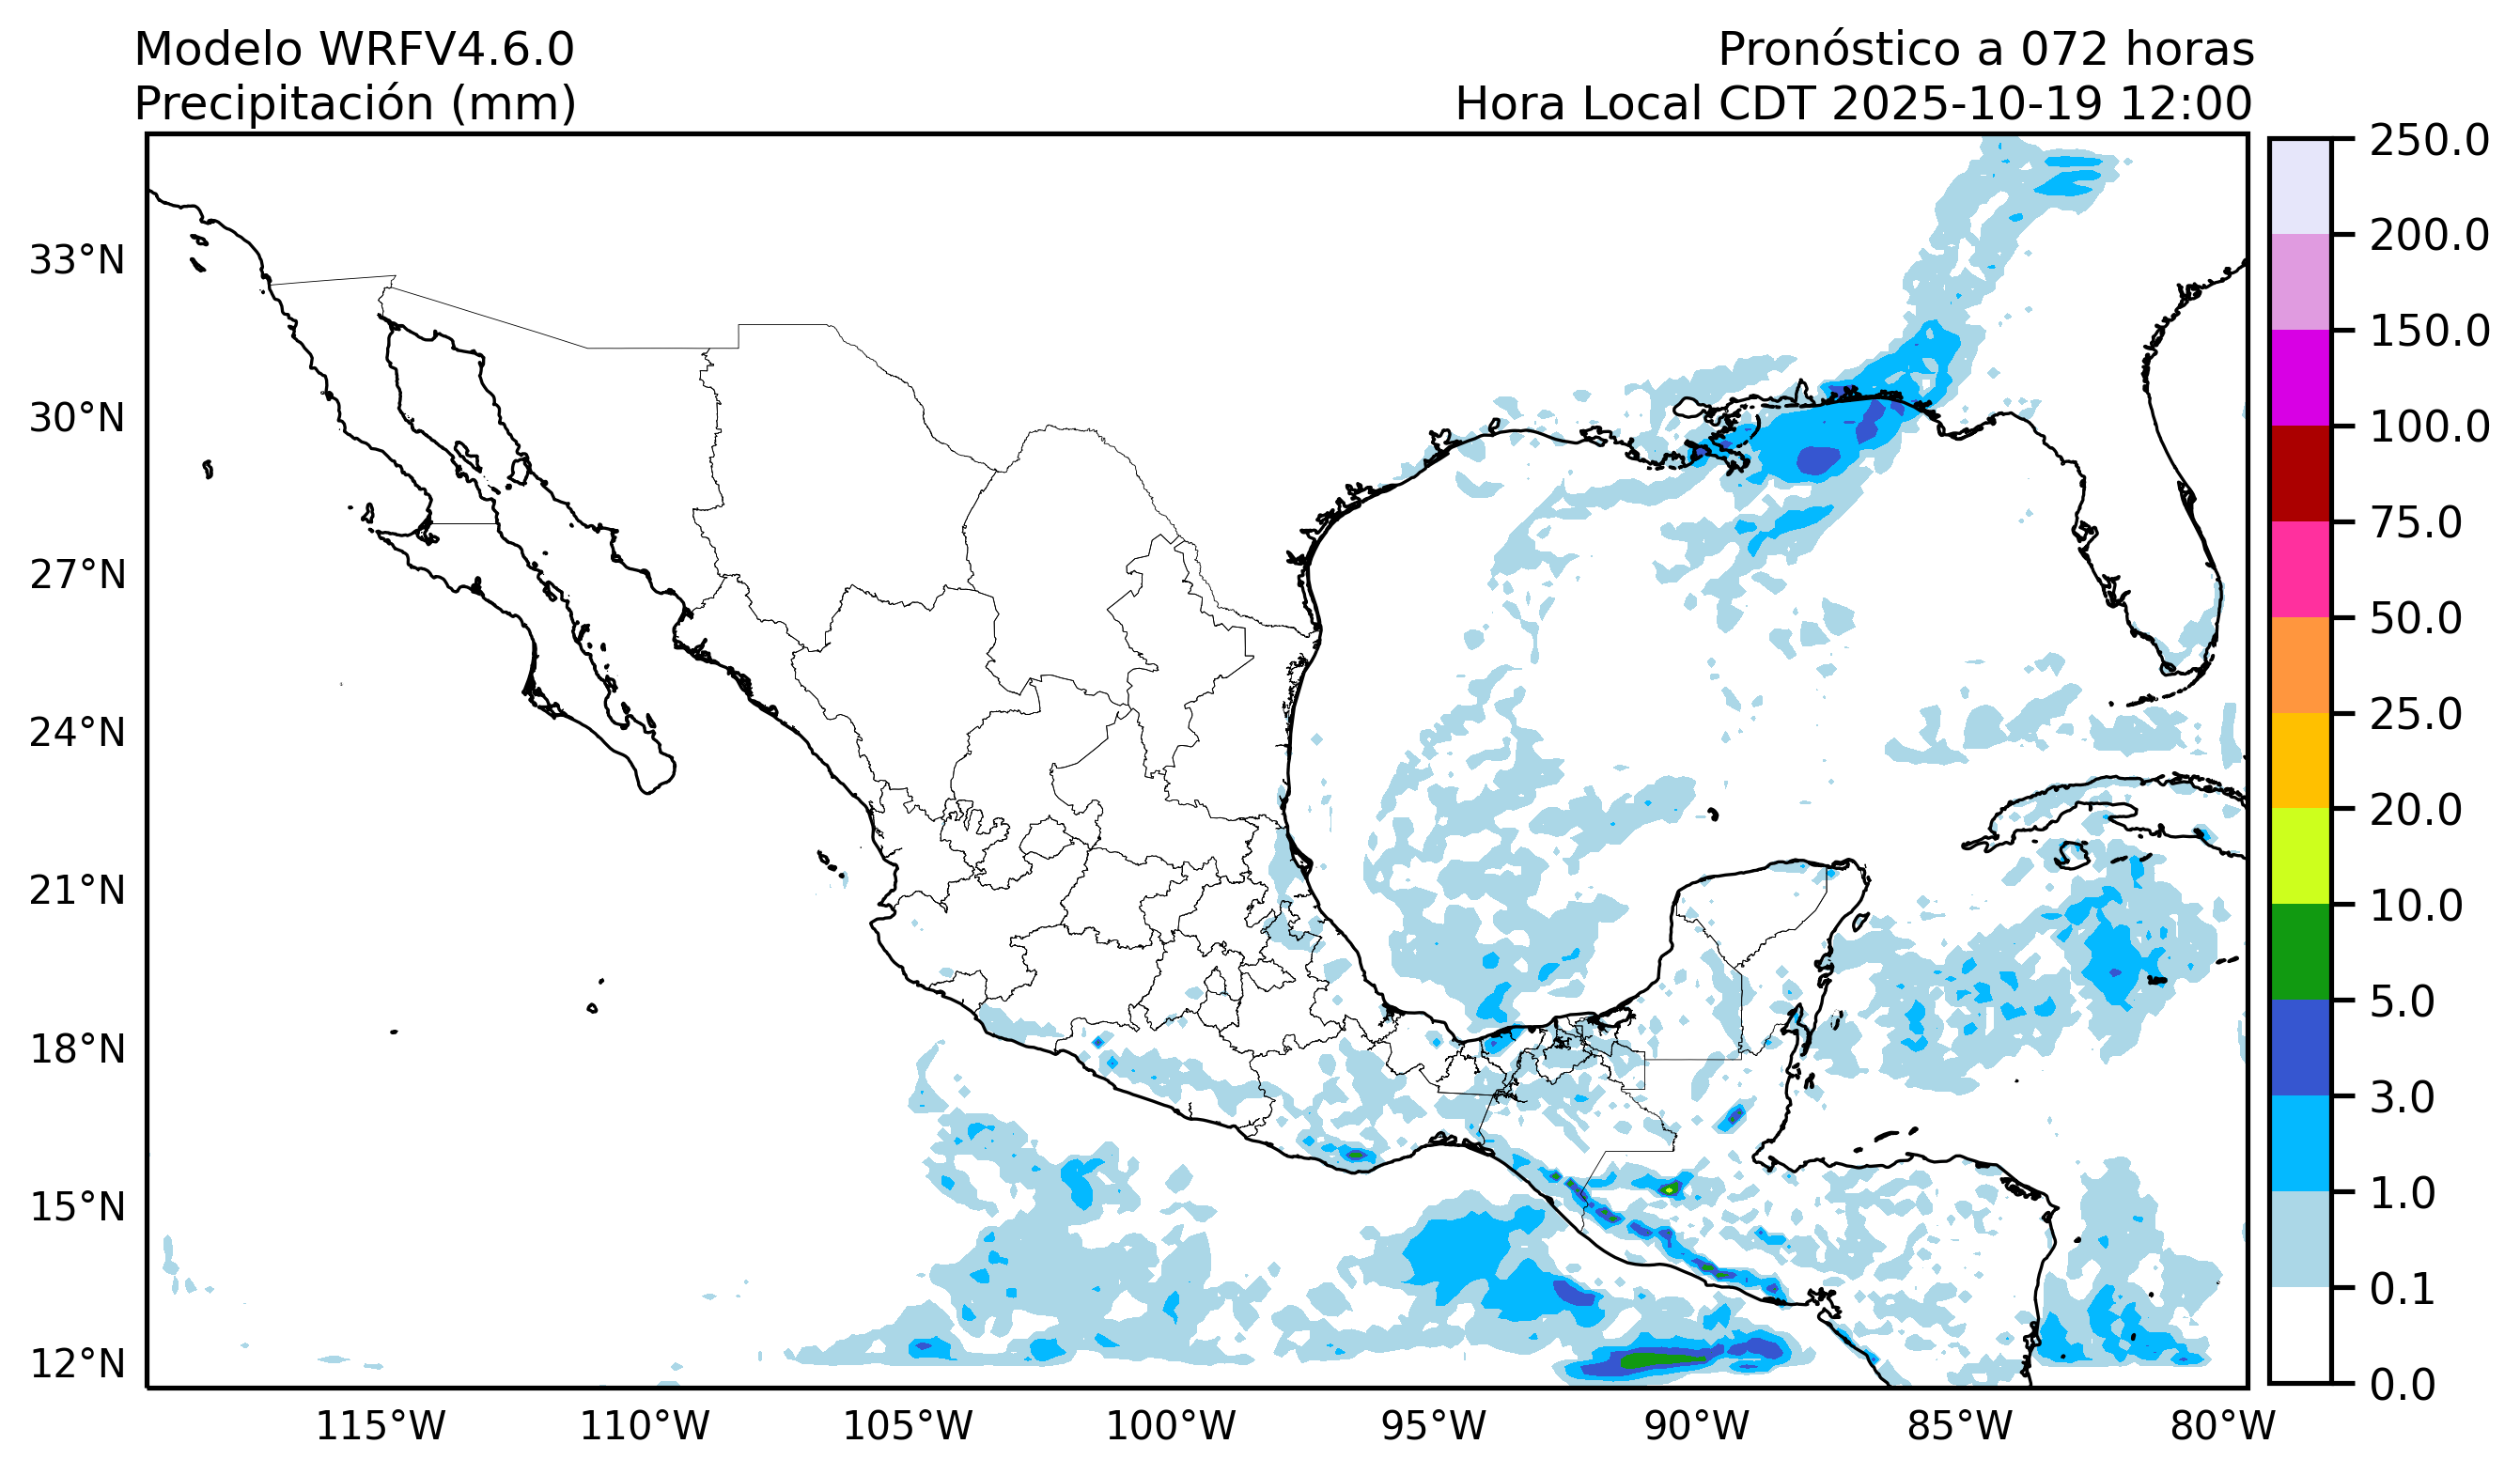 Modelo WRFV4.6.0
Precipitación (mm)
Pronóstico a 072 horas
Hora Local CDT 2025-10-19 12:00
33°N
30°N
27°N
24°N
21°N
18°N
15°N
12°N
115°W
110°W
105°W
100°W
95°W
90°W
85°W
80°W
250.0
200.0
150.0
100.0
75.0
50.0
25.0
20.0
10.0
5.0
3.0
1.0
0.1
0.0